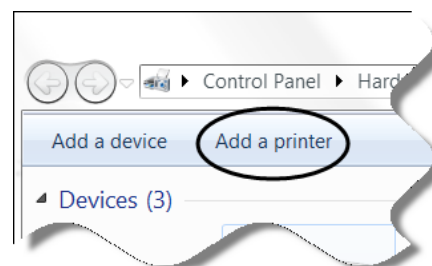 Control Panel Hard
Add a device Add a printer
Devices (3)